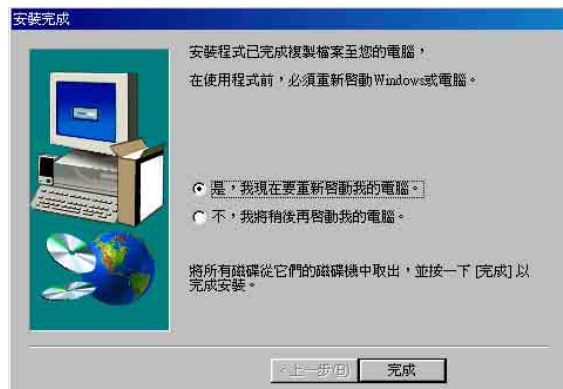 安裝完成
安裝程式已完成複製檔案至您的電腦，
在使用程式前，必須重新啟動Windows或電腦。
是，我現在要重新啟動我的電腦。
不，我將稍後再啟動我的電腦。
將所有磁碟從它們的磁碟機中取出，並按一下 [完成] 以
完成安裝。
<上一步(B)
完成